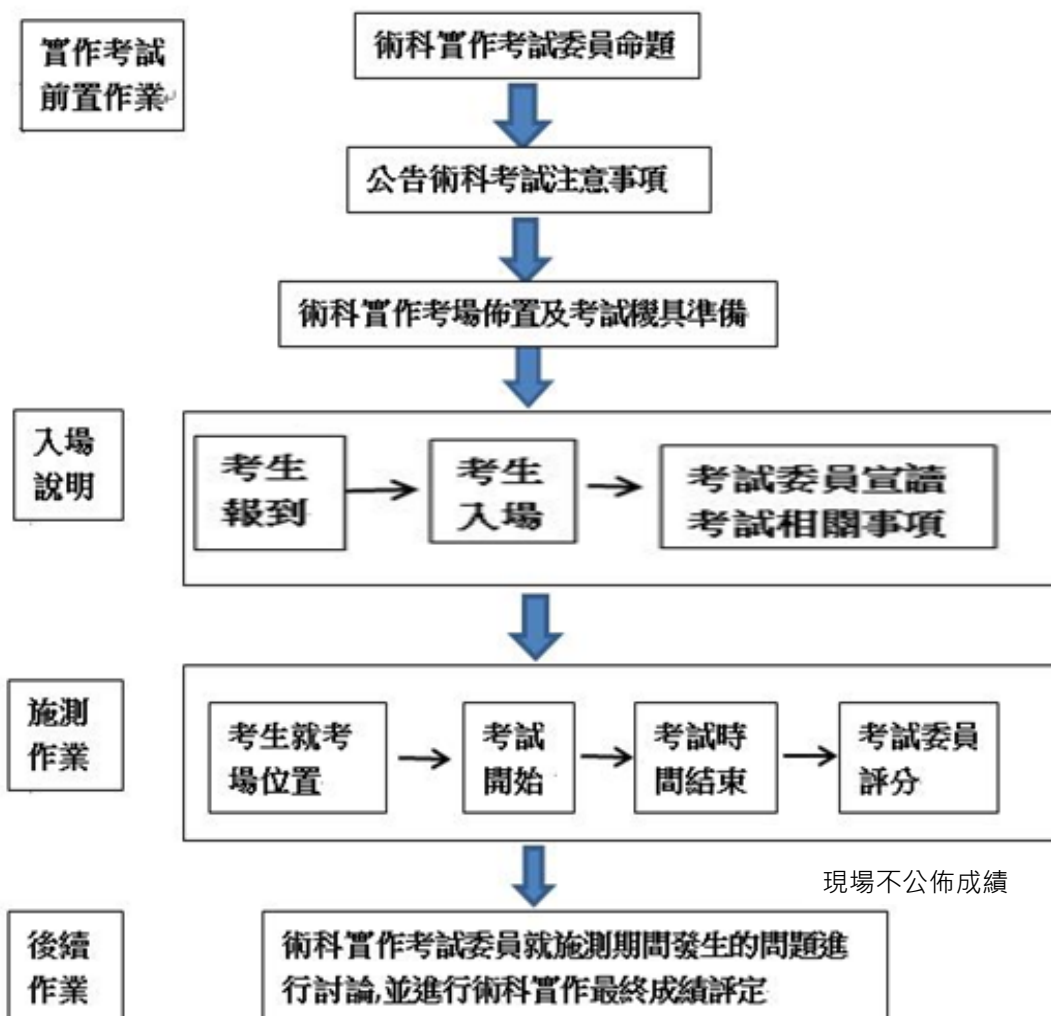 實作考試
前置作業
術科實作考試委員命題
公告術科考試注意事項
術科實作考場佈置及考試機具準備
入場
說明
考生
報到
考生
入場
考試委員宣讀
考試相關事項
施測
作業
考生就考
場位置
考試
開始
考試時
間結束
考試委員
評分
現場不公佈成績
後續
作業
術科實作考試委員就施測期間發生的問題進
行討論,並進行術科實作最終成績評定